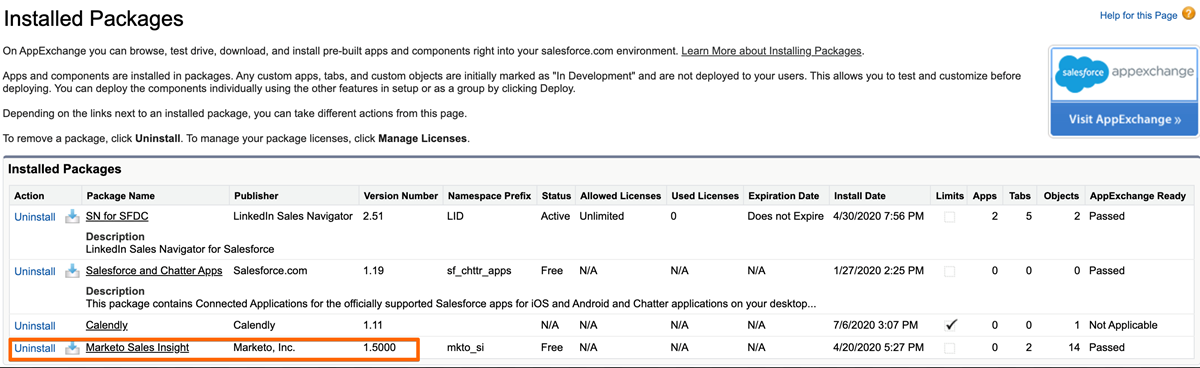 Installed Packages
Help for this Page ?
On AppExchange you can browse, test drive, download, and install pre-built apps and components right into your salesforce.com environment. Learn More about Installing Packages.
Apps and components are installed in packages. Any custom apps, tabs, and custom objects are initially marked as "In Development" and are not deployed to your users. This allows you to test and customize before
deploying. You can deploy the components individually using the other features in setup or as a group by clicking Deploy.
Depending on the links next to an installed package, you can take different actions from this page.
To remove a package, click Uninstall. To manage your package licenses, click Manage Licenses.
salesforce appexchange
Visit AppExchange »
Installed Packages
Action Package Name Publisher Version Number Namespace Prefix Status Allowed Licenses Used Licenses Expiration Date Install Date Limits Apps Tabs Objects AppExchange Ready
Uninstall SN for SFDC LinkedIn Sales Navigator 2.51 LID Active Unlimited 0 Does not Expire 4/30/2020 7:56 PM 2 5 2 Passed
Description
LinkedIn Sales Navigator for Salesforce
Uninstall Salesforce and Chatter Apps Salesforce.com 1.19 sf_chttr_apps Free N/A N/A N/A 1/27/2020 2:25 PM 0 0 0 Passed
Description
This package contains Connected Applications for the officially supported Salesforce apps for iOS and Android and Chatter applications on your desktop...
Uninstall Calendly Calendly 1.11 N/A N/A N/A N/A 7/6/2020 3:07 PM ✓ 0 0 1 Not Applicable
Uninstall Marketo Sales Insight Marketo, Inc. 1.5000 mkto_si Free N/A N/A N/A 4/20/2020 5:27 PM 0 2 14 Passed